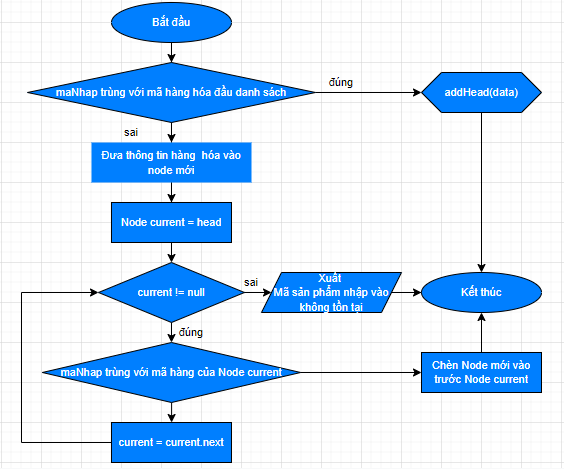 Bắt đầu
đúng
maNhap trùng với mã hàng hóa đầu danh sách
addHead(data)
sai
Đưa thông tin hàng hóa vào
node mới
Node current = head
sai
Xuất
Mã sản phẩm nhập vào
không tồn tại
current != null
Kết thúc
đúng
maNhap trùng với mã hàng của Node current
Chèn Node mới vào
trước Node current
current = current.next